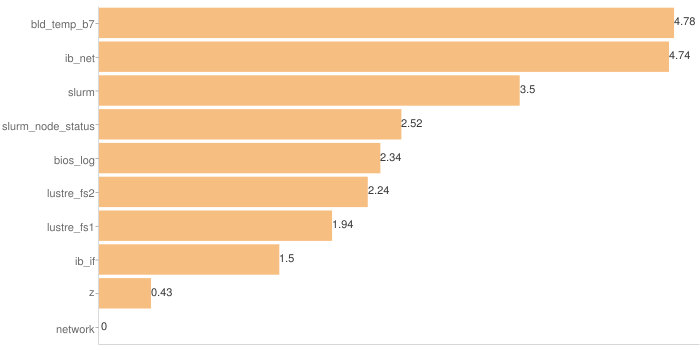 bld_temp_b7 4.78
ib_net 4.74
slurm 3.5
slurm_node_status 2.52
bios_log 2.34
lustre_fs2 2.24
lustre_fs1 1.94
ib_if 1.5
z 0.43
network 0